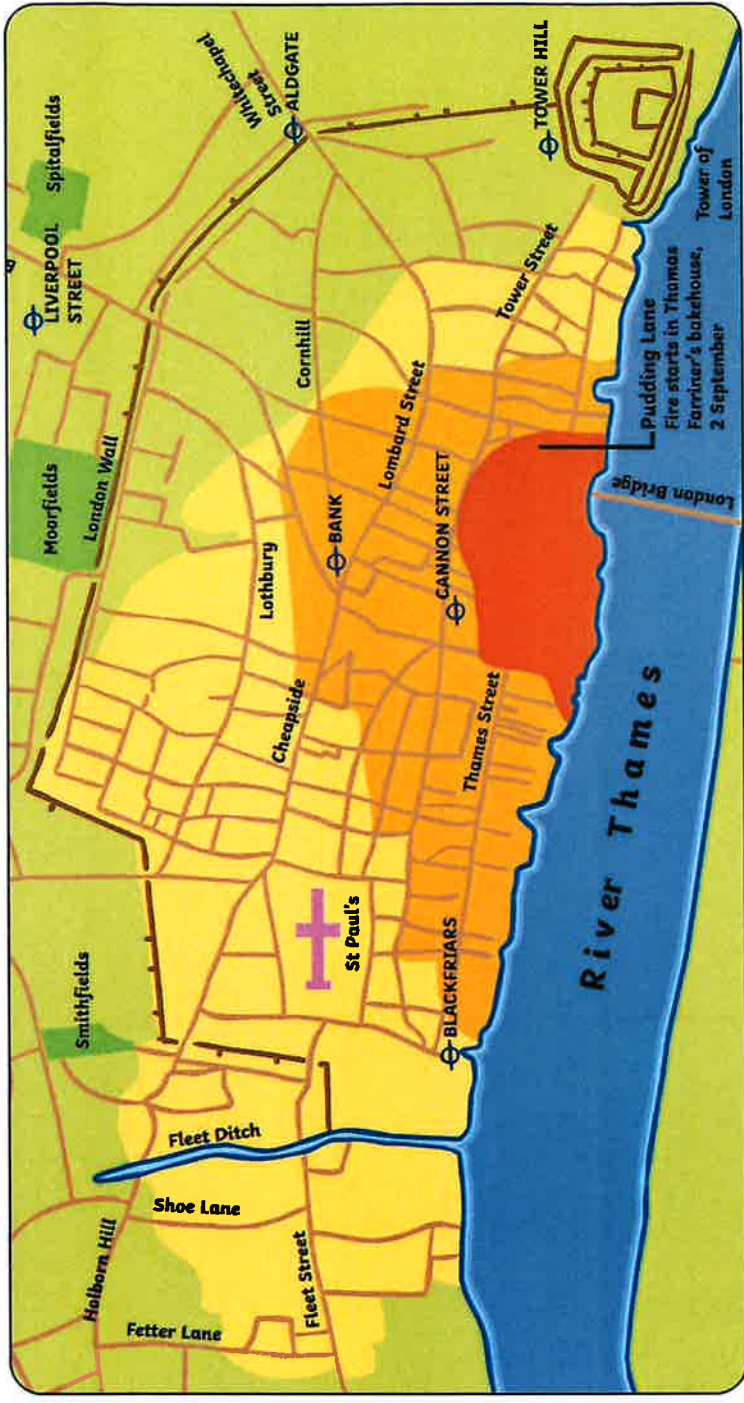 Spitalfields
Whitechapel
Street
ALDGATE
TOWER HILL
LIVERPOOL
STREET
Tower of
London
Tower Street
Cornhill
Lombard Street
Pudding Lane
Fire starts in Thomas
Farriner's bakehouse,
2 September
Moorfields
London Wall
BANK
CANNON STREET
London Bridge
Lothbury
Cheapside
Thames Street
River Thames
St Paul's
BLACKFRIARS
Smithfields
Fleet Ditch
Shoe Lane
Holborn Hill
Fleet Street
Fetter Lane